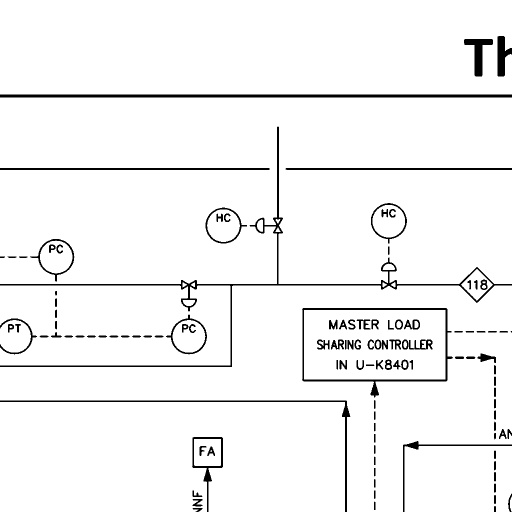 Th
HC
HC
PC
118
PT
PC
MASTER LOAD
SHARING CONTROLLER
IN U-K8401
AN
FA
NNF